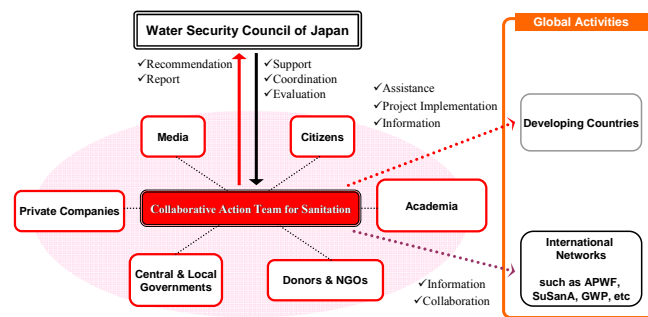 Global Activities
Water Security Council of Japan
✓Recommendation
✓Report
✓Support
✓Coordination
✓Evaluation
✓Assistance
✓Project Implementation
✓Information
Developing Countries
Media
Citizens
Private Companies
Collaborative Action Team for Sanitation
Academia
Central & Local
Governments
Donors & NGOs
✓Information
✓Collaboration
International
Networks
such as APWF,
SuSanA, GWP, etc